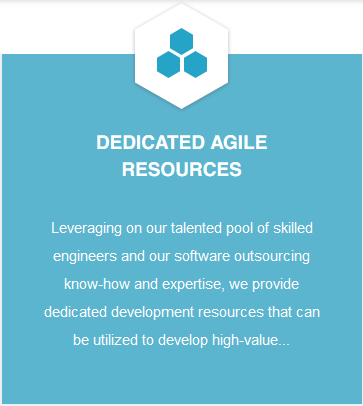 DEDICATED AGILE
RESOURCES
Leveraging on our talented pool of skilled
engineers and our software outsourcing
know-how and expertise, we provide
dedicated development resources that can
be utilized to develop high-value...